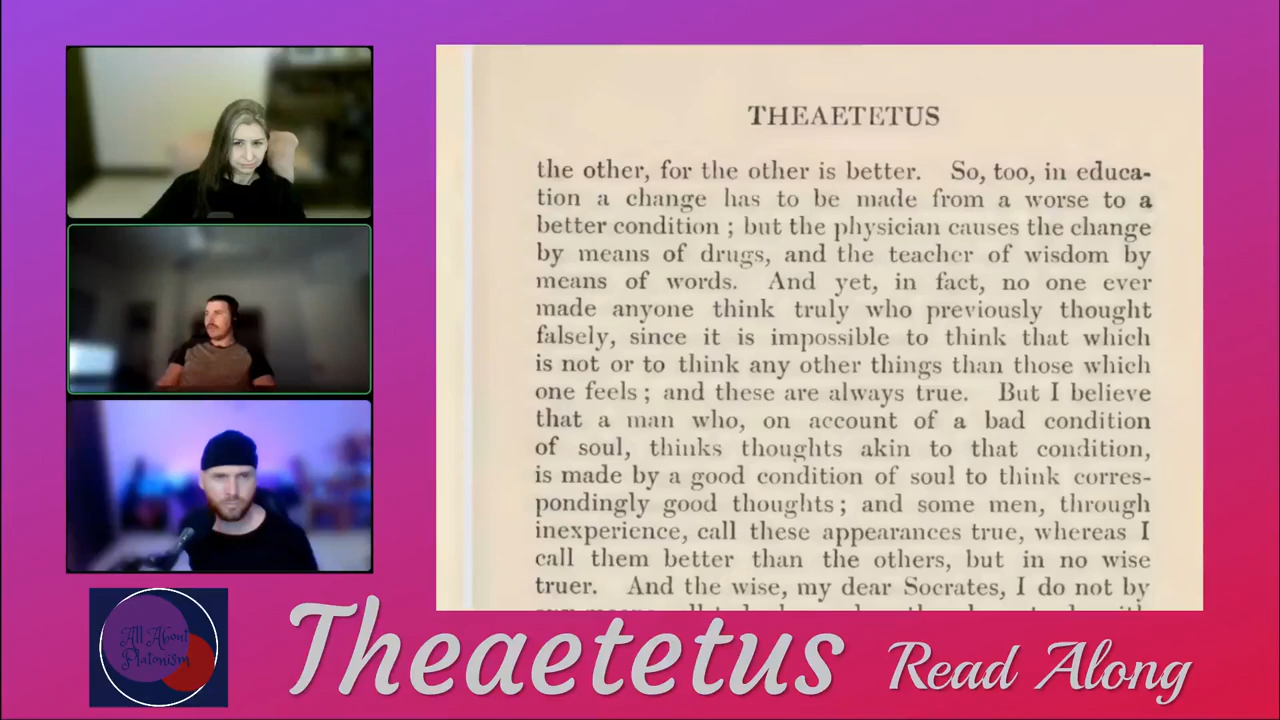 THEAETETUS
the other, for the other is better. So, too, in educa-
tion a change has to be made from a worse to a
better condition ; but the physician causes the change
by means of drugs, and the teacher of wisdom by
means of words. And yet, in fact, no one ever
made anyone think truly who previously thought
falsely, since it is impossible to think that which
is not or to think any other things than those which
one feels ; and these are always true. But I believe
that a man who, on account of a bad condition
of soul, thinks thoughts akin to that condition,
is made by a good condition of soul to think corres-
pondingly good thoughts ; and some men, through
inexperience, call these appearances true, whereas I
call them better than the others, but in no wise
truer. And the wise, my dear Socrates, I do not by
All About
Platonism
Theaetetus Read Along